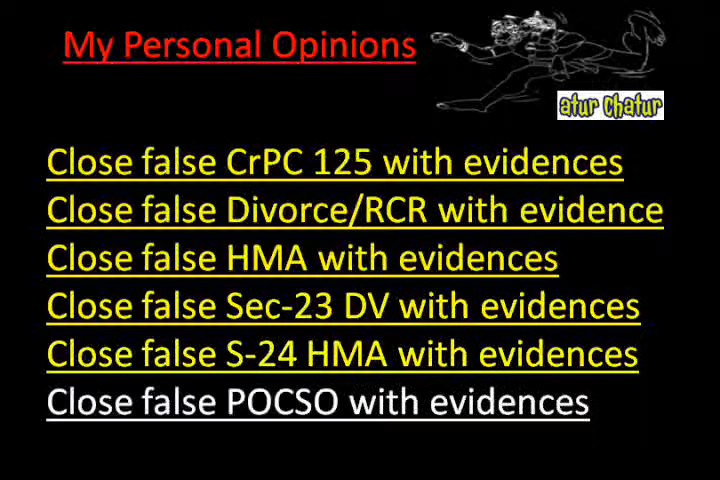 My Personal Opinions
atur Chatur
Close false CrPC 125 with evidences
Close false Divorce/RCR with evidence
Close false HMA with evidences
Close false Sec-23 DV with evidences
Close false S-24 HMA with evidences
Close false POCSO with evidences